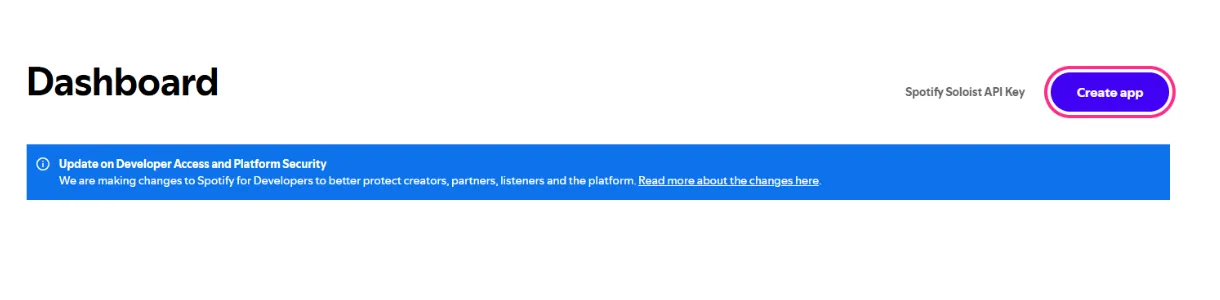 Dashboard
Spotify Soloist API Key
Create app
Update on Developer Access and Platform Security
We are making changes to Spotify for Developers to better protect creators, partners, listeners and the platform. Read more about the changes here.